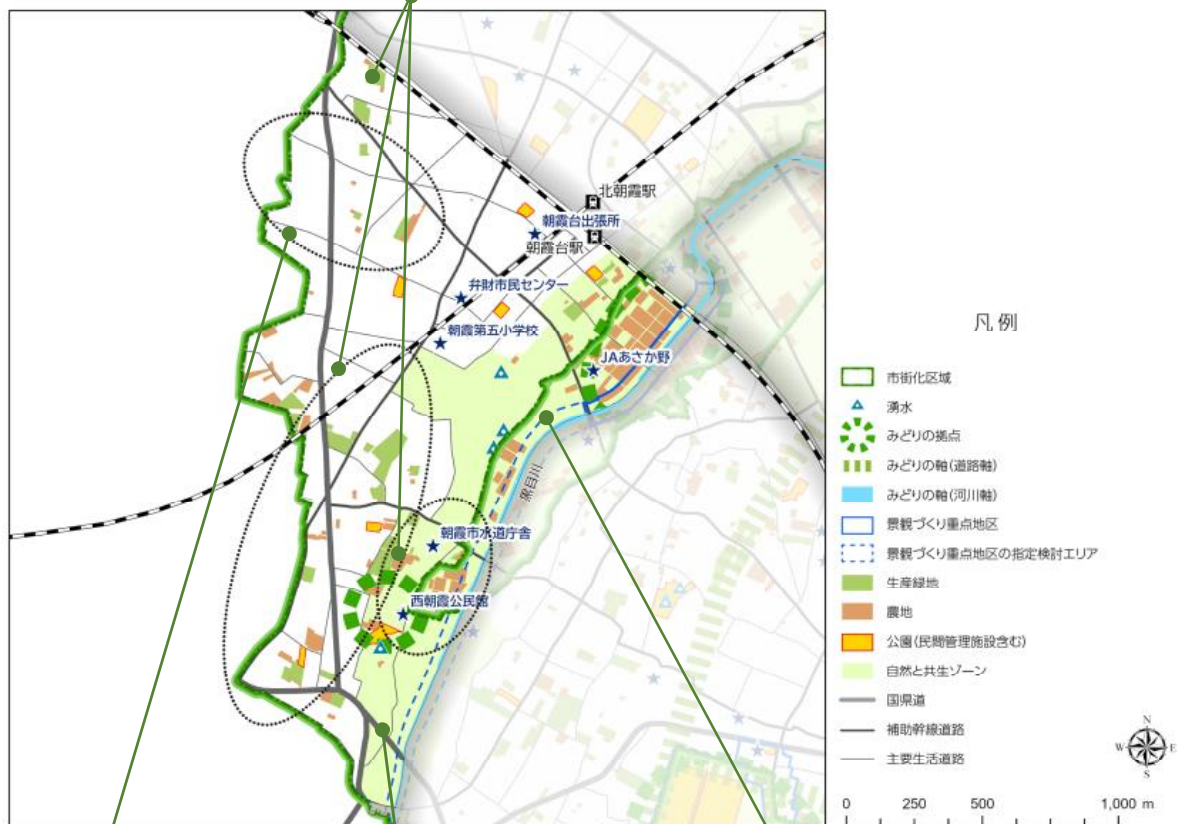 北朝霞駅
朝霞台出張所
朝霞台駅
弁財市民センター
朝霞第五小学校
JAあさか野
黒目川
朝霞市水道庁舎
西朝霞公民館
凡例
市街化区域
湧水
みどりの拠点
みどりの軸(道路軸)
みどりの軸(河川軸)
景観づくり重点地区
景観づくり重点地区の指定検討エリア
生産緑地
農地
公園(民間管理施設含む)
自然と共生ゾーン
国県道
補助幹線道路
主要生活道路
N
W E
S
0 250 500 1,000 m